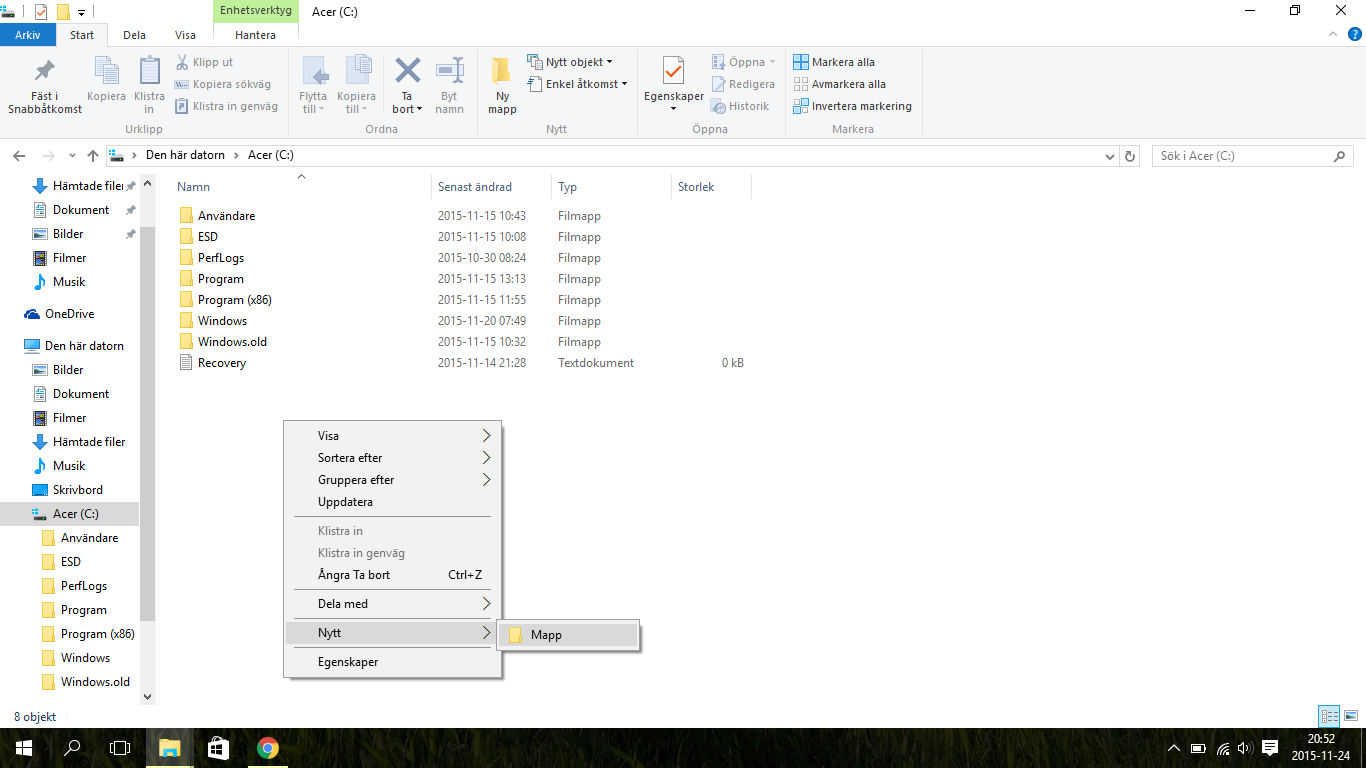 Enhetsverktyg
Acer (C:)
Arkiv
Start
Dela
Visa
Hantera
Fäst i Snabbåtkomst
Kopiera
Klistra in
Klipp ut
Kopiera sökväg
Klistra in genväg
Urklipp
Flytta till
Kopiera till
Ta bort
Byt namn
Ordna
Ny mapp
Nytt objekt
Enkel åtkomst
Nytt
Egenskaper
Öppna
Redigera
Historik
Öppna
Markera alla
Avmarkera alla
Invertera markering
Markera
Den här datorn
Acer (C:)
Sök i Acer (C:)
Hämtade filer
Dokument
Bilder
Filmer
Musik
OneDrive
Den här datorn
Bilder
Dokument
Filmer
Hämtade filer
Musik
Skrivbord
Acer (C:)
Användare
ESD
PerfLogs
Program
Program (x86)
Windows
Windows.old
Namn Senast ändrad Typ Storlek
Användare 2015-11-15 10:43 Filmapp
ESD 2015-11-15 10:08 Filmapp
PerfLogs 2015-10-30 08:24 Filmapp
Program 2015-11-15 13:13 Filmapp
Program (x86) 2015-11-15 11:55 Filmapp
Windows 2015-11-20 07:49 Filmapp
Windows.old 2015-11-15 10:32 Filmapp
Recovery 2015-11-14 21:28 Textdokument 0 kB
Visa
Sortera efter
Gruppera efter
Uppdatera
Klistra in
Klistra in genväg
Ångra Ta bort Ctrl+Z
Dela med
Nytt
Mapp
Egenskaper
8 objekt
20:52
2015-11-24